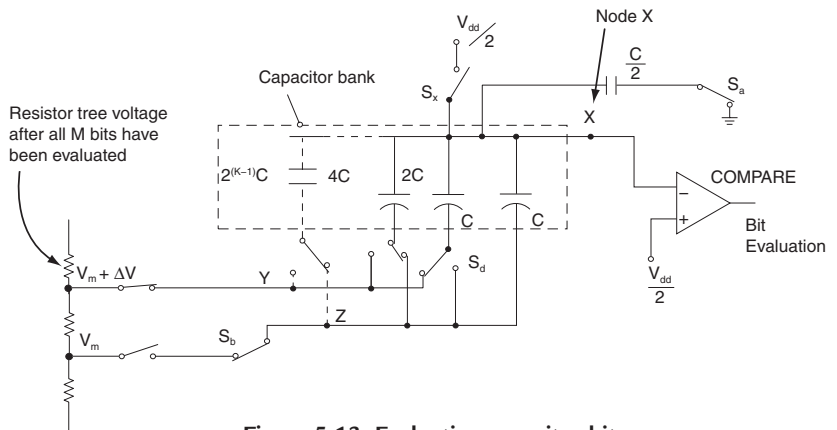 Node X
V_dd/2
C/2
Capacitor bank
S_x
S_a
Resistor tree voltage
after all M bits have
been evaluated
X
2^(K–1)C
4C
2C
C
C
COMPARE
–
+
Bit
Evaluation
V_m + ΔV
Y
S_d
V_dd/2
Z
V_m
S_b